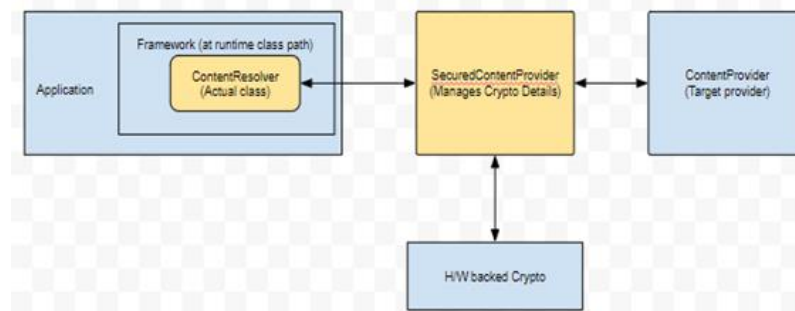 Framework (at runtime class path)
ContentResolver
(Actual class)
Application
SecuredContentProvider
(Manages Crypto Details)
ContentProvider
(Target provider)
H/W backed Crypto